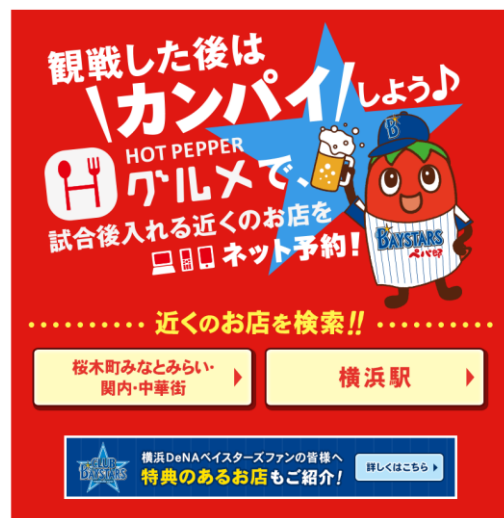 観戦した後は
\カンパイ/しよう♪
HOT PEPPER
グルメで、
試合後入れる近くのお店を
ネット予約!
B
BAYSTARS
ペパ郎
近くのお店を検索!!
桜木町みなとみらい・
関内・中華街
横浜駅
CLUB
BAYSTARS
横浜DeNAベイスターズファンの皆様へ
特典のあるお店もご紹介!
詳しくはこちら